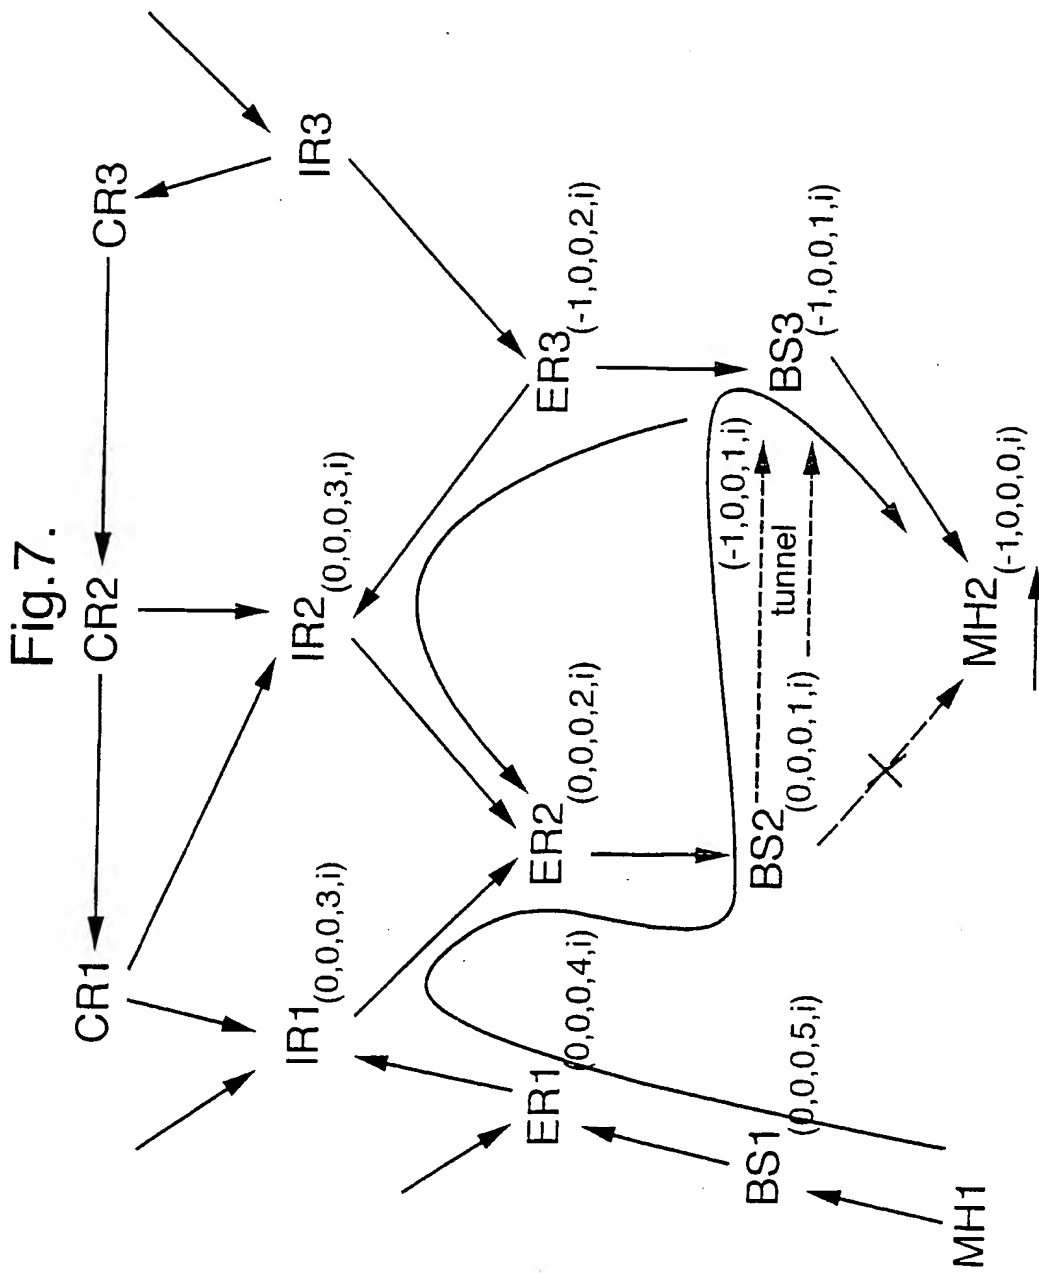 Fig.7.
CR1
CR2
CR3
IR1
(0,0,0,3,i)
IR2
(0,0,0,3,i)
IR3
ER1
(0,0,0,4,i)
ER2
(0,0,0,2,i)
ER3
(-1,0,0,2,i)
BS1
(0,0,0,5,i)
BS2
(0,0,0,1,i)
(-1,0,0,1,i)
tunnel
BS3
(-1,0,0,1,i)
MH1
MH2
(-1,0,0,0,i)